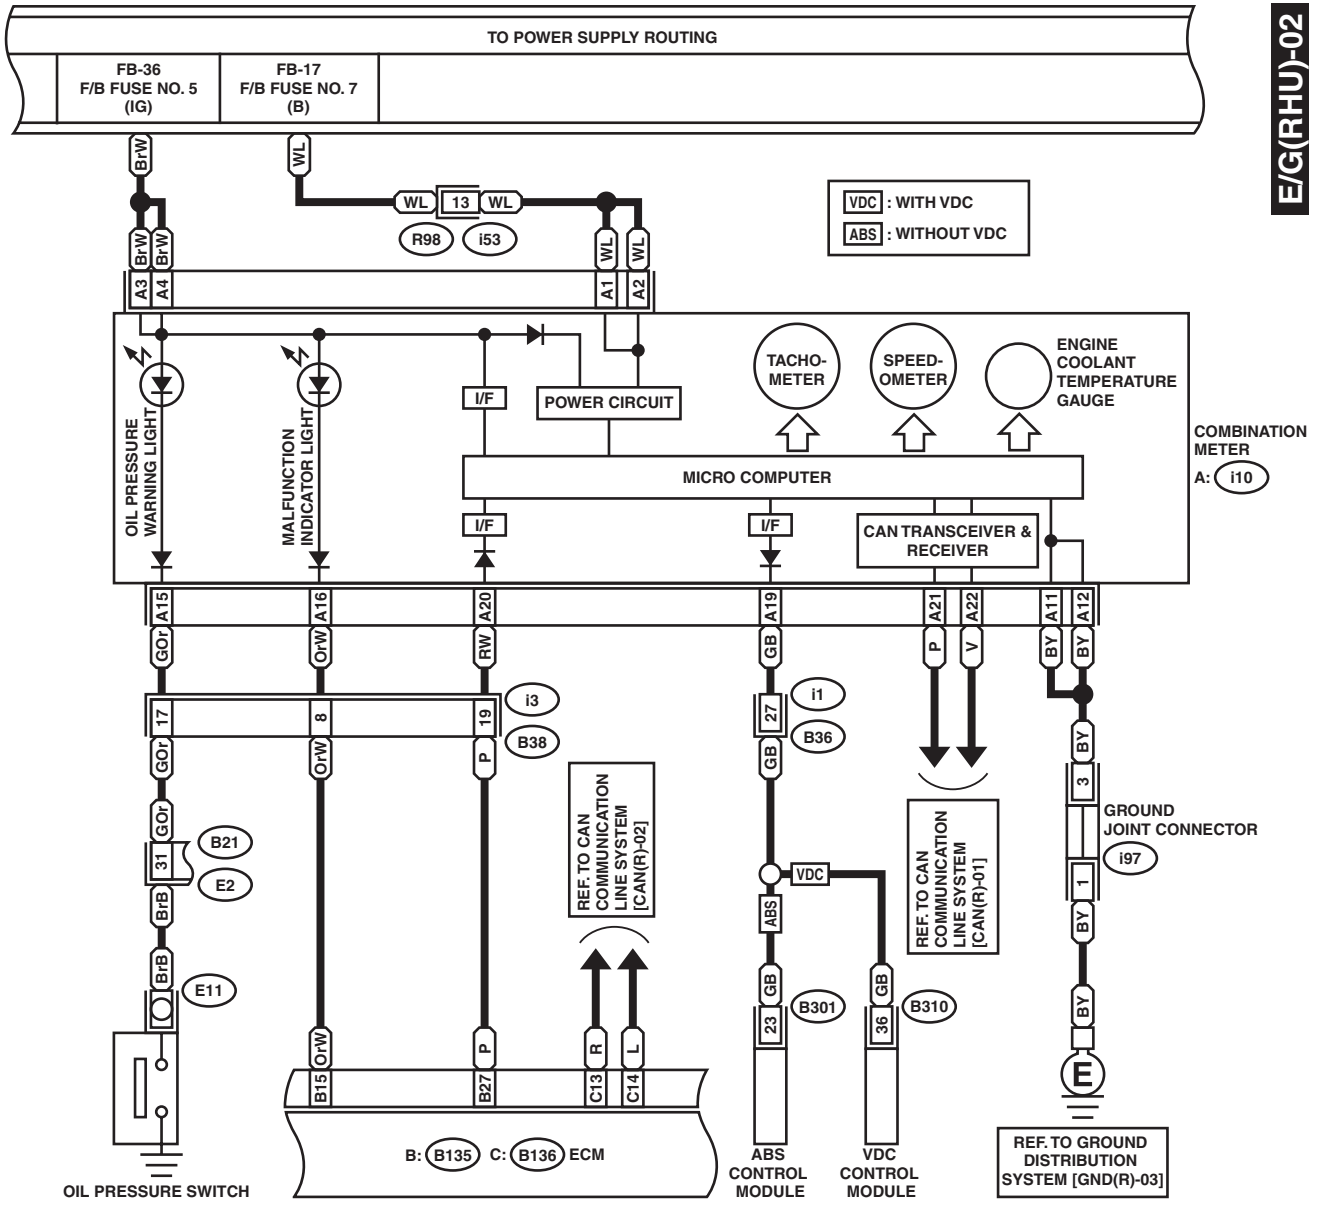 E/G(RHU)-02
TO POWER SUPPLY ROUTING
FB-36
F/B FUSE NO. 5
(IG)
FB-17
F/B FUSE NO. 7
(B)
BrW
WL
WL
13
WL
R98
i53
VDC : WITH VDC
ABS : WITHOUT VDC
BrW
BrW
WL
WL
A3
A4
A1
A2
OIL PRESSURE
WARNING LIGHT
MALFUNCTION
INDICATOR LIGHT
I/F
POWER CIRCUIT
TACHO-
METER
SPEED-
OMETER
ENGINE
COOLANT
TEMPERATURE
GAUGE
COMBINATION
METER
A: i10
MICRO COMPUTER
I/F
I/F
CAN TRANSCEIVER &
RECEIVER
A15
A16
A20
A19
A21
A22
A11
A12
GOr
OrW
RW
GB
P
V
BY
BY
17
8
19
i3
B38
27
i1
B36
GOr
OrW
P
GB
BY
3
GROUND
JOINT CONNECTOR
i97
1
BY
BY
E
REF. TO GROUND
DISTRIBUTION
SYSTEM [GND(R)-03]
GOr
31
B21
E2
BrB
BrB
E11
OIL PRESSURE SWITCH
REF. TO CAN
COMMUNICATION
LINE SYSTEM
[CAN(R)-02]
REF. TO CAN
COMMUNICATION
LINE SYSTEM
[CAN(R)-01]
VDC
ABS
GB
GB
23
B301
36
B310
OrW
P
R
L
B15
B27
C13
C14
B: B135 C: B136 ECM
ABS
CONTROL
MODULE
VDC
CONTROL
MODULE